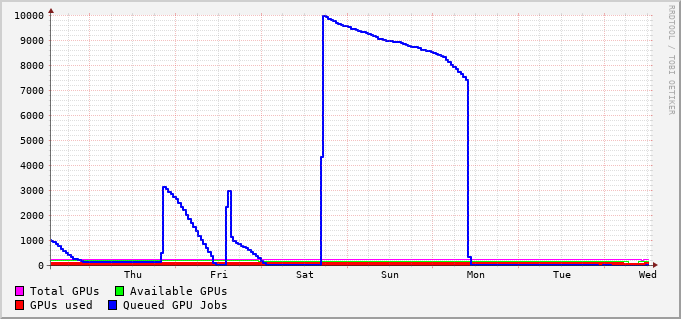 10000
9000
8000
7000
6000
5000
4000
3000
2000
1000
0
Thu Fri Sat Sun Mon Tue Wed
Total GPUs Available GPUs
GPUs used Queued GPU Jobs
RRDTOOL / TOBI OETIKER